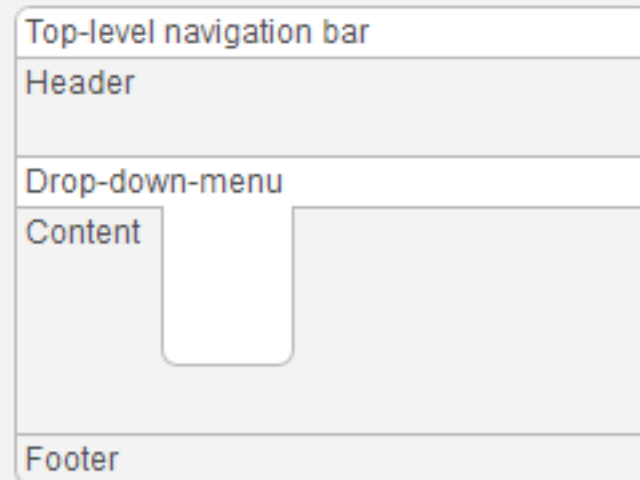 Top-level navigation bar
Header
Drop-down-menu
Content
Footer